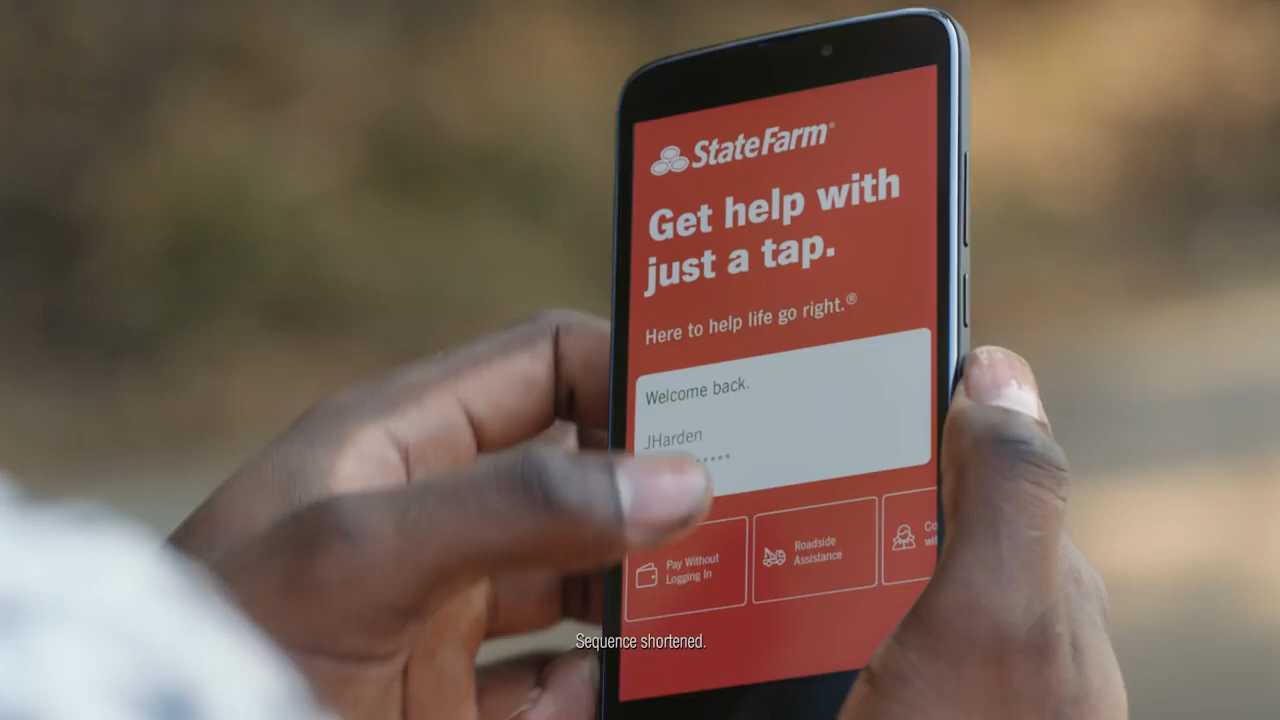 StateFarm®
Get help with
just a tap.
Here to help life go right.®
Welcome back.
JHarden
Pay Without
Logging In
Roadside
Assistance
Sequence shortened.